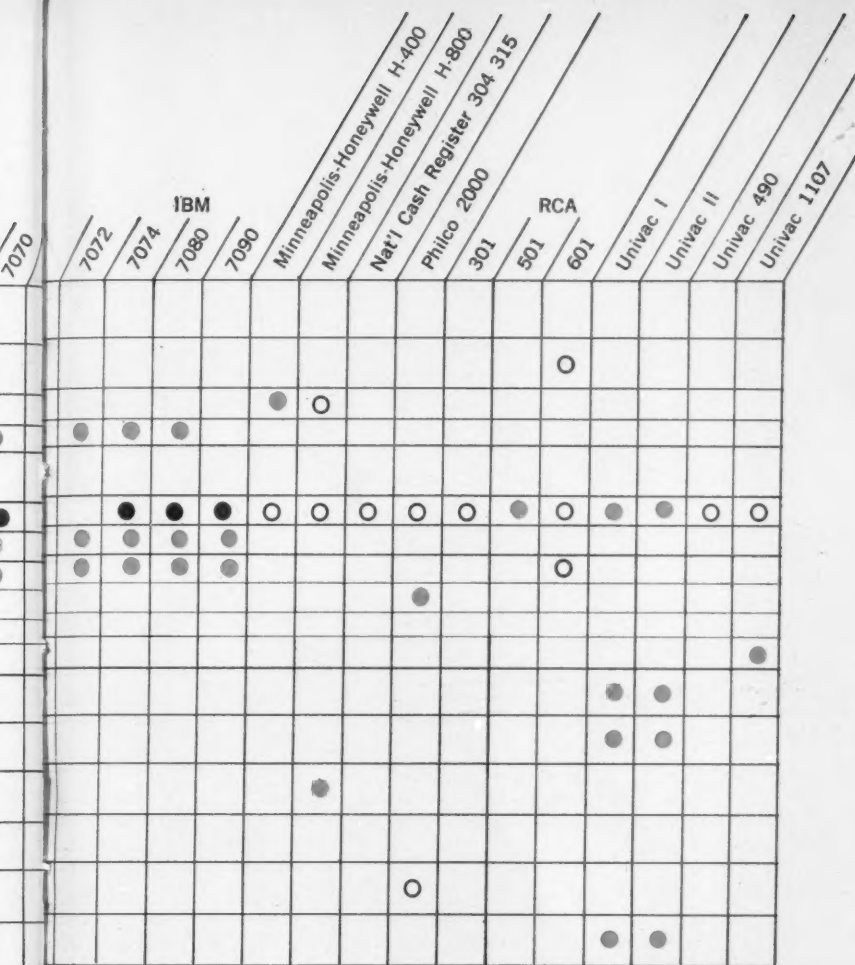 7070
IBM
7072
7074
7080
7090
Minneapolis-Honeywell H-400
Minneapolis-Honeywell H-800
Nat'l Cash Register 304 315
Philco 2000
RCA
301
501
601
Univac I
Univac II
Univac 490
Univac 1107